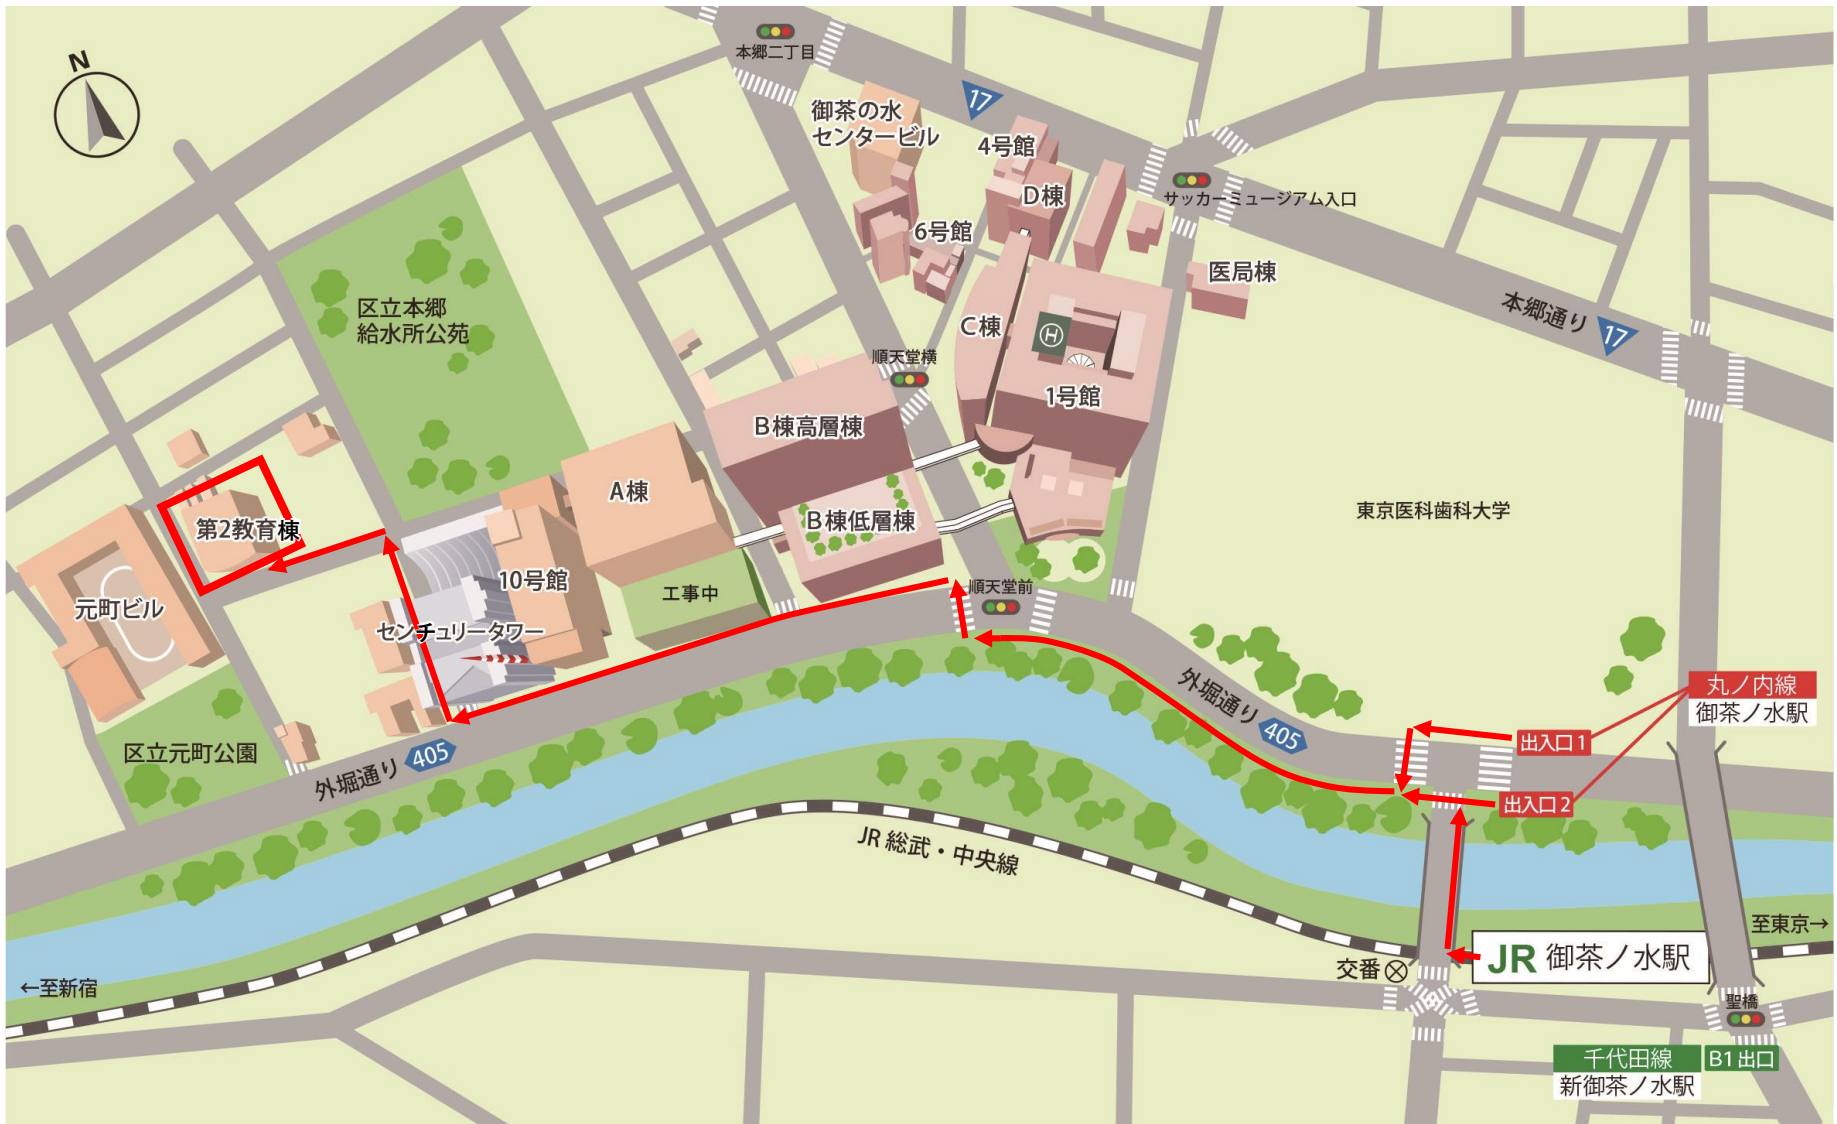 N
本郷二丁目
17
御茶の水
センタービル
4号館
D棟
サッカーミュージアム入口
6号館
医局棟
区立本郷
給水所公苑
C棟
H
本郷通り
17
順天堂横
1号館
B棟高層棟
A棟
東京医科歯科大学
第2教育棟
B棟低層棟
10号館
順天堂前
工事中
元町ビル
センチュリータワー
外堀通り
405
丸ノ内線
御茶ノ水駅
出入口1
区立元町公園
外堀通り
405
出入口2
JR 総武・中央線
至東京→
JR 御茶ノ水駅
交番
←至新宿
聖橋
千代田線
B1出口
新御茶ノ水駅